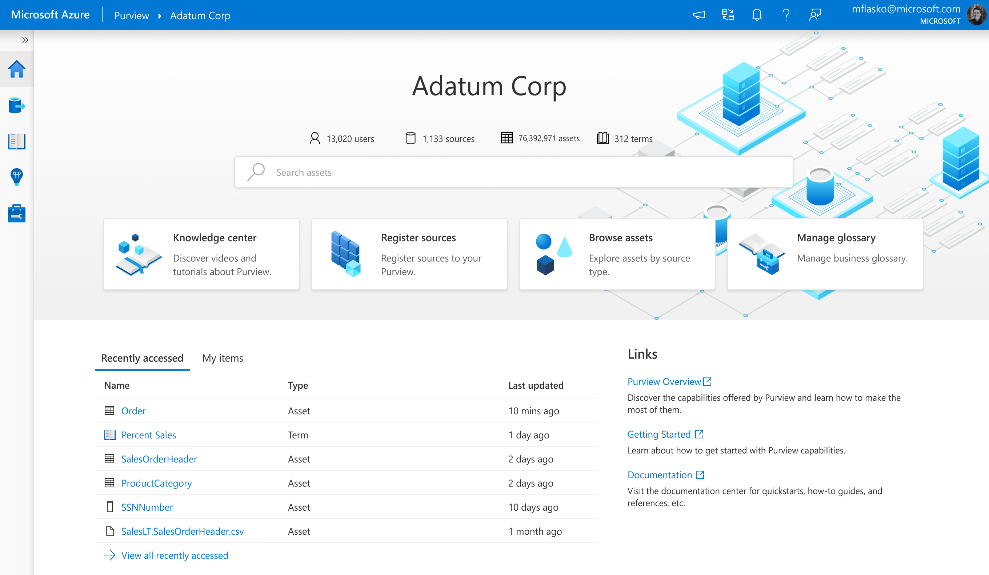 Microsoft Azure
Purview ▸ Adatum Corp
mflasko@microsoft.com
MICROSOFT
»
Adatum Corp
13,020 users
1,133 sources
76,392,971 assets
312 terms
Search assets
Knowledge center
Discover videos and
tutorials about Purview.
Register sources
Register sources to your
Purview.
Browse assets
Explore assets by source
type.
Manage glossary
Manage business glossary.
Recently accessed
My items
Name Type Last updated
Order Asset 10 mins ago
Percent Sales Term 1 day ago
SalesOrderHeader Asset 2 days ago
ProductCategory Asset 2 days ago
SSNNumber Asset 10 days ago
SalesLT.SalesOrderHeader.csv Asset 1 month ago
View all recently accessed
Links
Purview Overview
Discover the capabilities offered by Purview and learn how to make the
most of them.
Getting Started
Learn about how to get started with Purview capabilities.
Documentation
Visit the documentation center for quickstarts, how-to guides, and
references, etc.